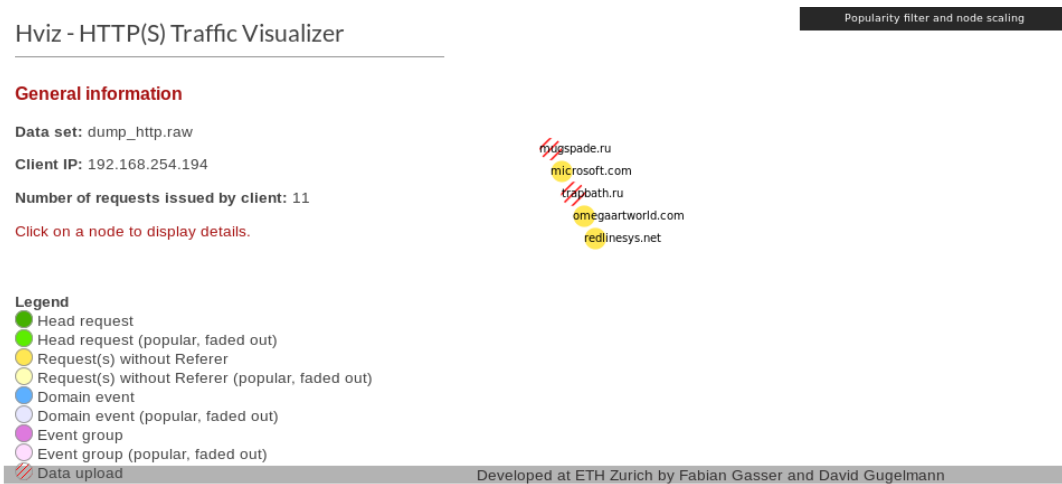 Popularity filter and node scaling
Hviz - HTTP(S) Traffic Visualizer
General information
Data set: dump_http.raw
Client IP: 192.168.254.194
Number of requests issued by client: 11
Click on a node to display details.
mugspade.ru
microsoft.com
trapbath.ru
omegaartworld.com
redlinesys.net
Legend
Head request
Head request (popular, faded out)
Request(s) without Referer
Request(s) without Referer (popular, faded out)
Domain event
Domain event (popular, faded out)
Event group
Event group (popular, faded out)
Data upload
Developed at ETH Zurich by Fabian Gasser and David Gugelmann